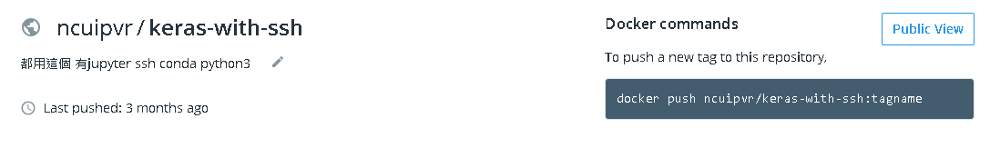 ncuipvr / keras-with-ssh
都用這個 有jupyter ssh conda python3
Last pushed: 3 months ago
Docker commands
Public View
To push a new tag to this repository,
docker push ncuipvr/keras-with-ssh:tagname